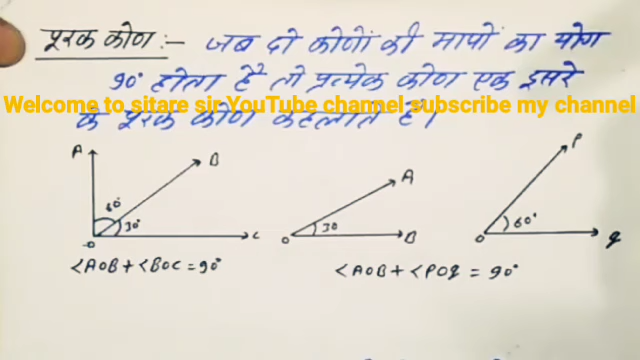 पूरक कोण :- जब दो कोणों की मापों का योग
90° होता है तो प्रत्येक कोण एक दूसरे
Welcome to sitare sir YouTube channel subscribe my channel
के पूरक कोण कहलाते हैं।
A B 60° 30° O C
A 30 O B
P 60° O q
∠AOB + ∠BOC = 90°
∠AOB + ∠POq = 90°